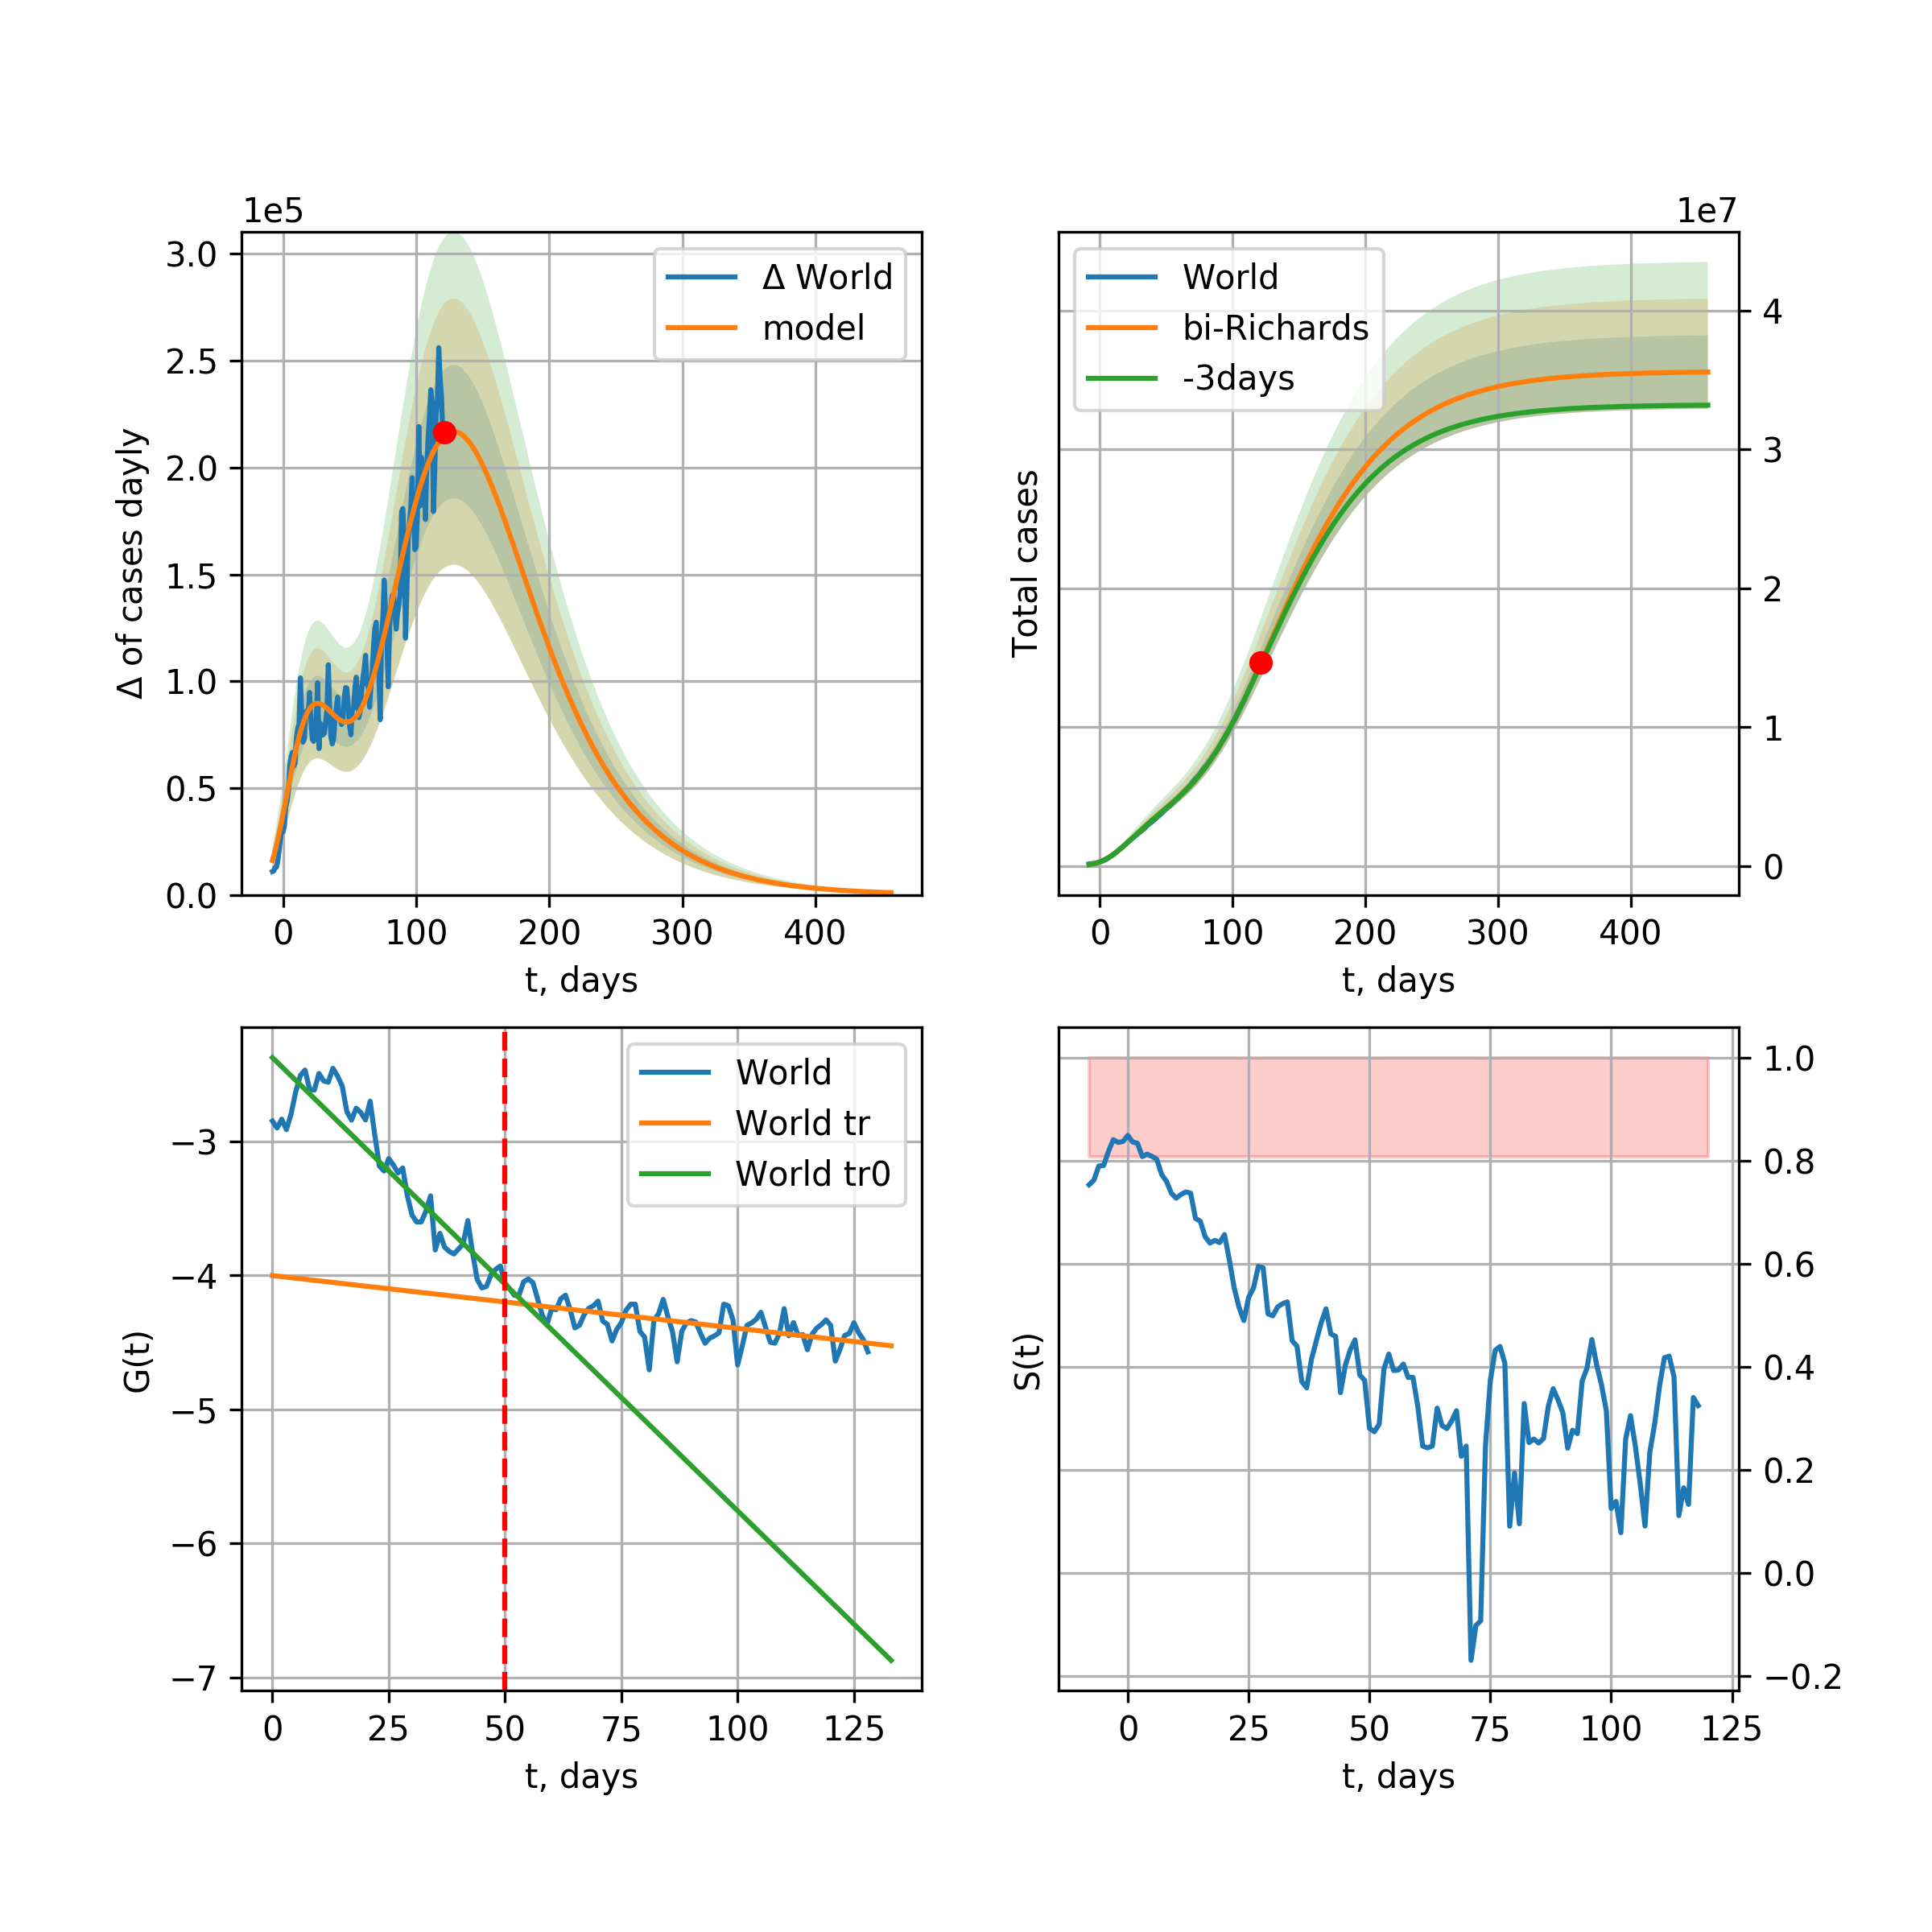 1e5
3.0
2.5
2.0
1.5
1.0
0.5
0.0
Δ of cases dayly
Δ World
model
0 100 200 300 400
t, days
1e7
World
bi-Richards
-3days
4
3
2
1
0
Total cases
0 100 200 300 400
t, days
−3
−4
−5
−6
−7
G(t)
World
World tr
World tr0
0 25 50 75 100 125
t, days
1.0
0.8
0.6
0.4
0.2
0.0
−0.2
S(t)
0 25 50 75 100 125
t, days